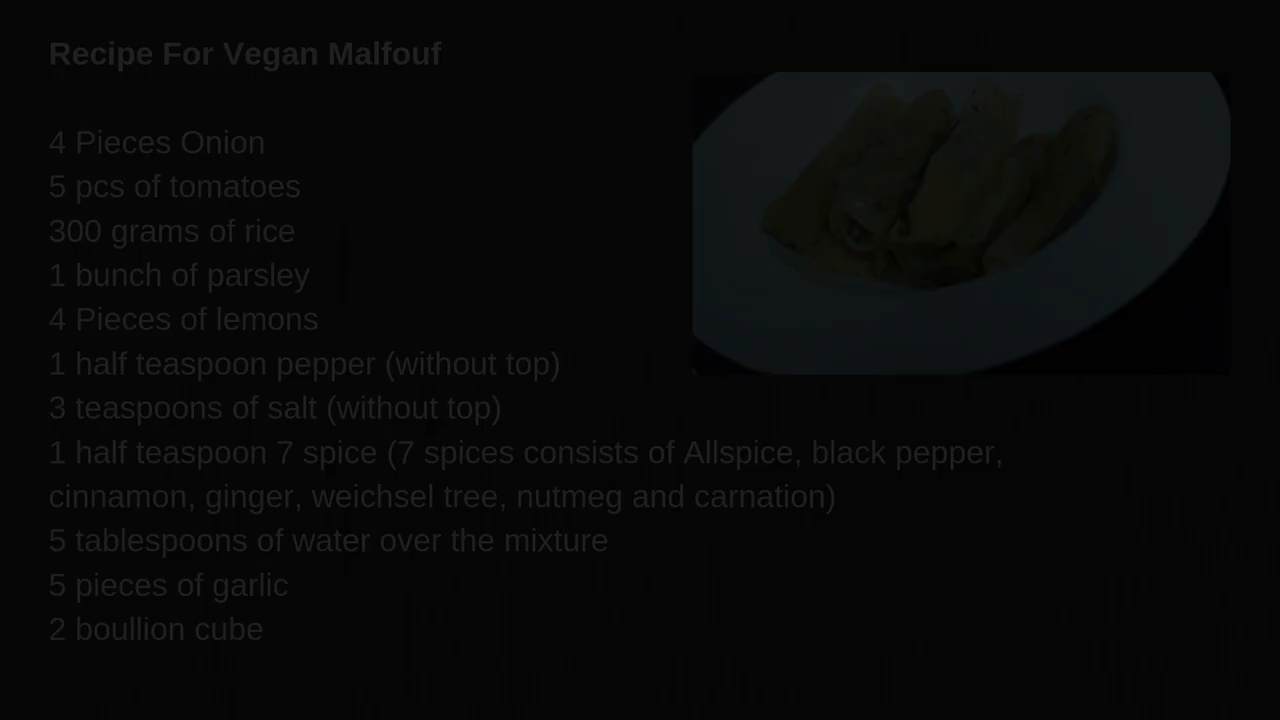 Recipe For Vegan Malfouf
4 Pieces Onion
5 pcs of tomatoes
300 grams of rice
1 bunch of parsley
4 Pieces of lemons
1 half teaspoon pepper (without top)
3 teaspoons of salt (without top)
1 half teaspoon 7 spice (7 spices consists of Allspice, black pepper,
cinnamon, ginger, weichsel tree, nutmeg and carnation)
5 tablespoons of water over the mixture
5 pieces of garlic
2 boullion cube